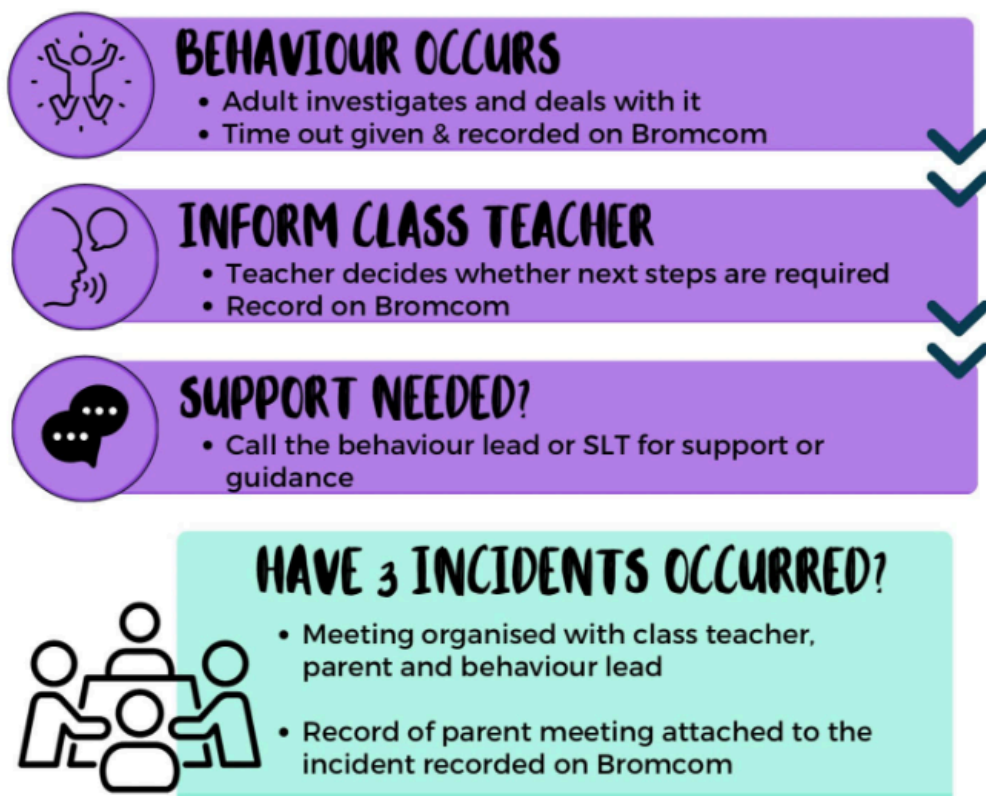 BEHAVIOUR OCCURS
• Adult investigates and deals with it
• Time out given & recorded on Bromcom
INFORM CLASS TEACHER
• Teacher decides whether next steps are required
• Record on Bromcom
SUPPORT NEEDED?
• Call the behaviour lead or SLT for support or
guidance
HAVE 3 INCIDENTS OCCURRED?
• Meeting organised with class teacher,
parent and behaviour lead
• Record of parent meeting attached to the
incident recorded on Bromcom